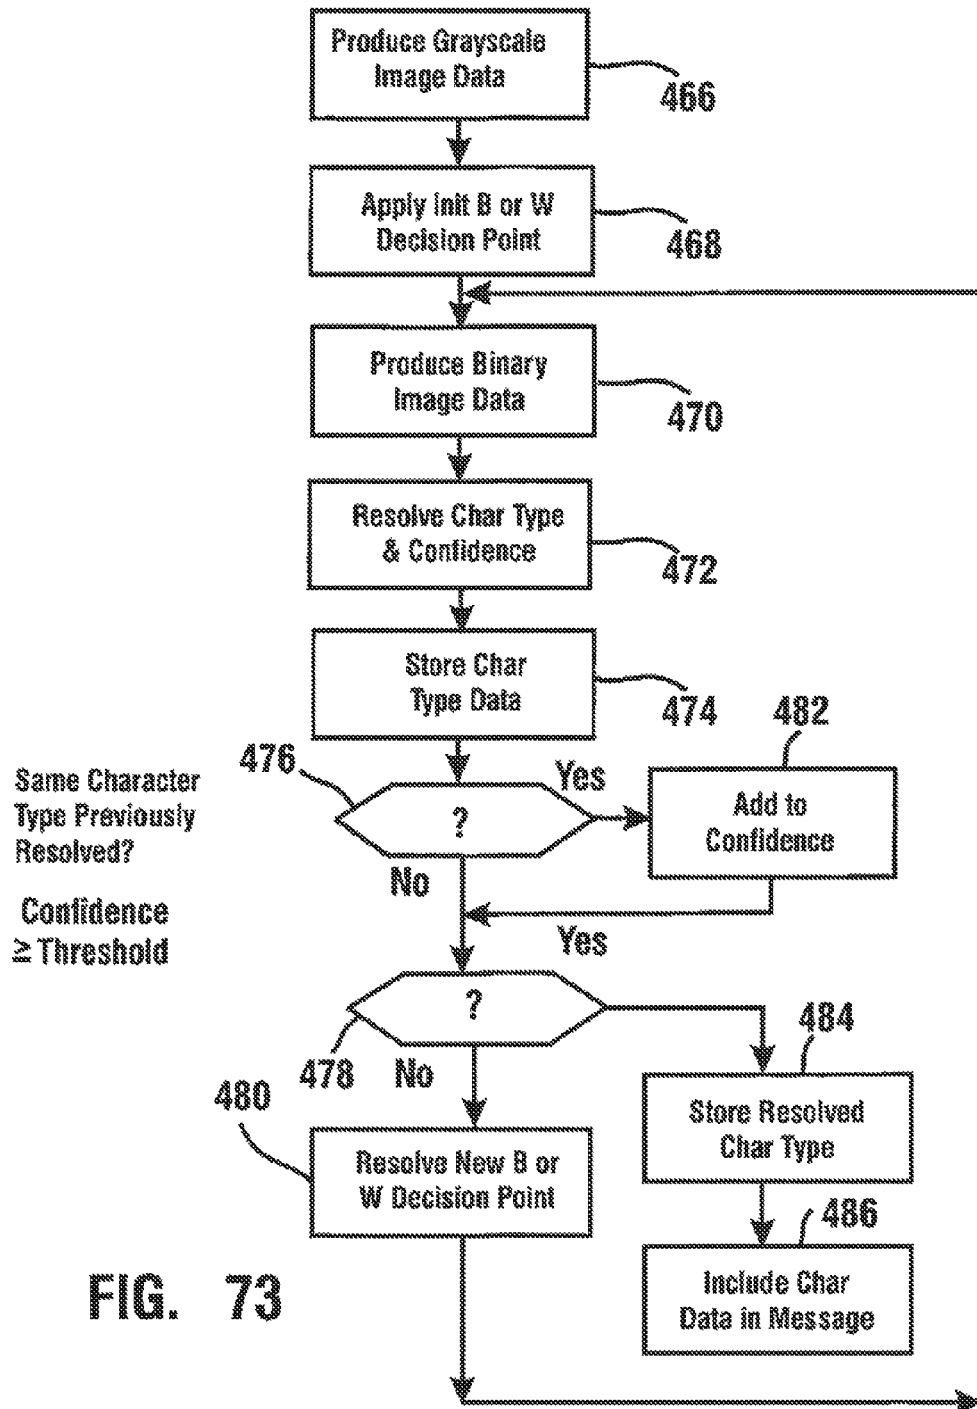 Produce Grayscale
Image Data
466
Apply Init B or W
Decision Point
468
Produce Binary
Image Data
470
Resolve Char Type
& Confidence
472
Store Char
Type Data
474
482
476
Same Character
Type Previously
Resolved?
?
Yes
Add to
Confidence
No
Confidence
≥ Threshold
Yes
?
478
No
484
480
Store Resolved
Char Type
Resolve New B or
W Decision Point
486
Include Char
Data in Message
FIG. 73